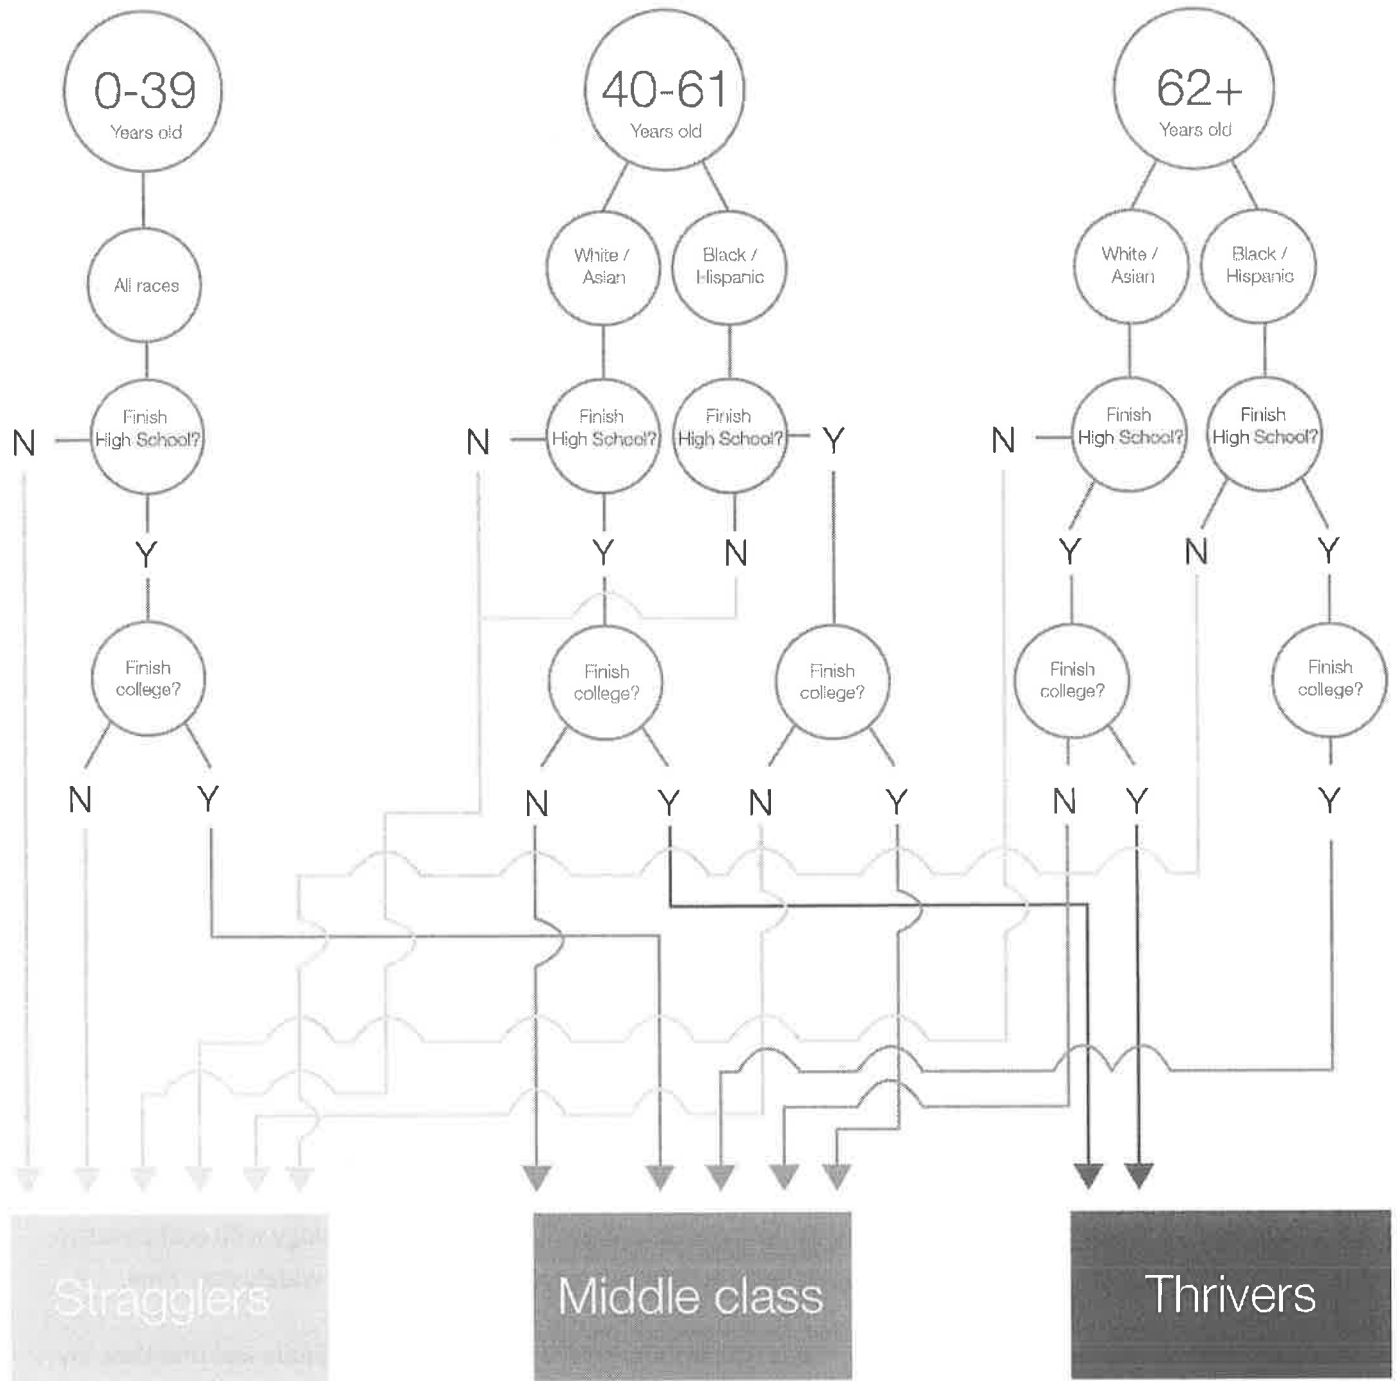 0-39
Years old
40-61
Years old
62+
Years old
All races
White /
Asian
Black /
Hispanic
White /
Asian
Black /
Hispanic
N
Finish
High School?
N
Finish
High School?
Finish
High School?
Y
N
Finish
High School?
Finish
High School?
Y
Y
N
Y
N
Y
Finish
college?
Finish
college?
Finish
college?
Finish
college?
Finish
college?
N
Y
N
Y
N
Y
N
Y
Y
Stragglers
Middle class
Thrivers